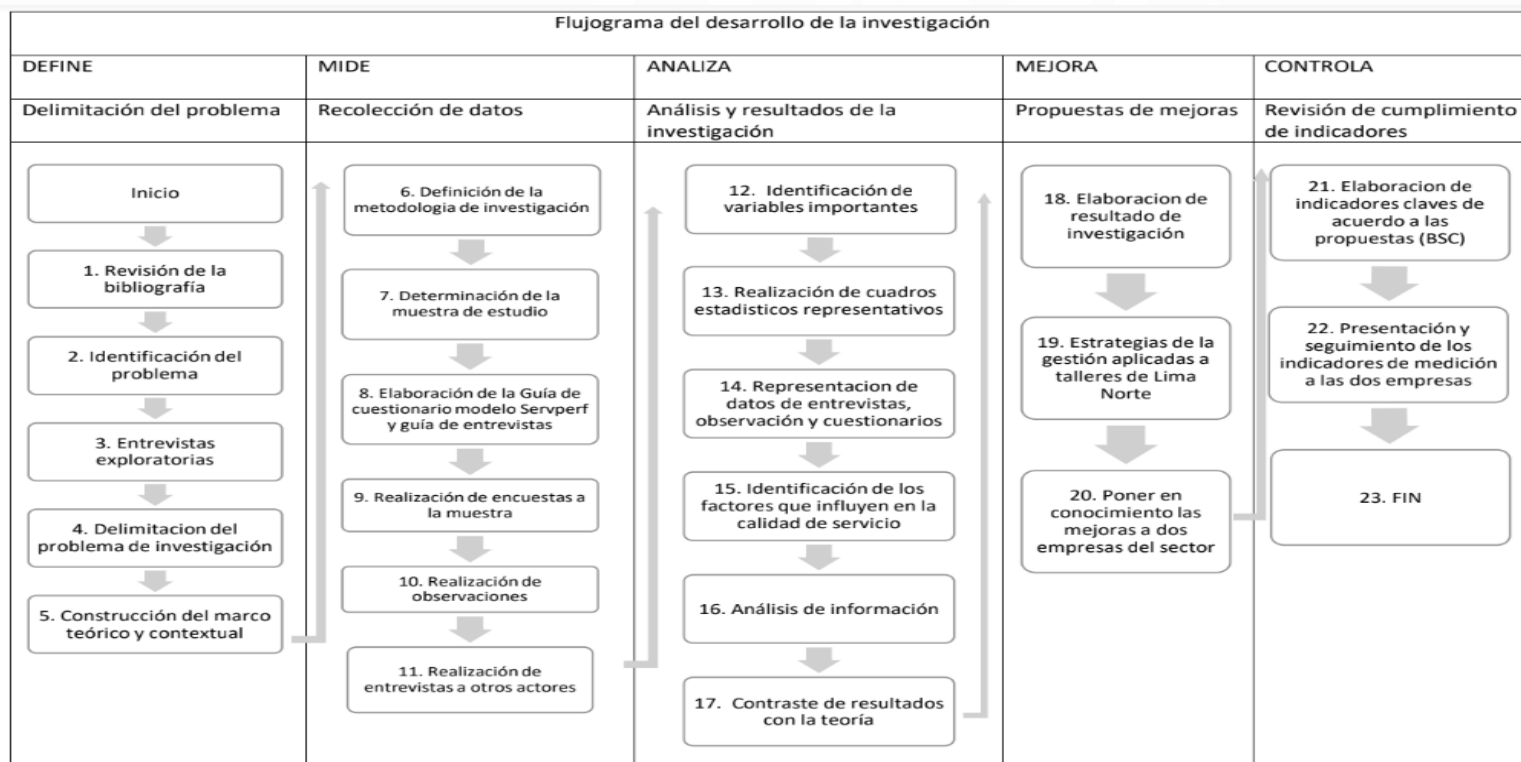 Flujograma del desarrollo de la investigación
DEFINE
MIDE
ANALIZA
MEJORA
CONTROLA
Delimitación del problema
Recolección de datos
Análisis y resultados de la
investigación
Propuestas de mejoras
Revisión de cumplimiento
de indicadores
Inicio
1. Revisión de la
bibliografía
2. Identificación del
problema
3. Entrevistas
exploratorias
4. Delimitacion del
problema de investigación
5. Construcción del marco
teórico y contextual
6. Definición de la
metodologia de investigación
7. Determinación de la
muestra de estudio
8. Elaboración de la Guía de
cuestionario modelo Servperf
y guía de entrevistas
9. Realización de encuestas a
la muestra
10. Realización de
observaciones
11. Realización de
entrevistas a otros actores
12. Identificación de
variables importantes
13. Realización de cuadros
estadisticos representativos
14. Representacion de
datos de entrevistas,
observación y cuestionarios
15. Identificación de los
factores que influyen en la
calidad de servicio
16. Análisis de información
17. Contraste de resultados
con la teoría
18. Elaboracion de
resultado de
investigación
19. Estrategias de la
gestión aplicadas a
talleres de Lima
Norte
20. Poner en
conocimiento las
mejoras a dos
empresas del sector
21. Elaboracion de
indicadores claves de
acuerdo a las
propuestas (BSC)
22. Presentación y
seguimiento de los
indicadores de medición
a las dos empresas
23. FIN